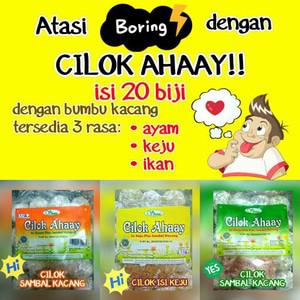 Atasi Boring dengan
CILOK AHAAY!!
isi 20 biji
dengan bumbu kacang
tersedia 3 rasa: • ayam
• keju
• ikan
Cilok Ahaay
Cilok Ahaay
Cilok Ahaay
Hi
CILOK
SAMBAL KACANG
Hi
CILOK ISI KEJU
YES
CILOK
SAMBAL KACANG